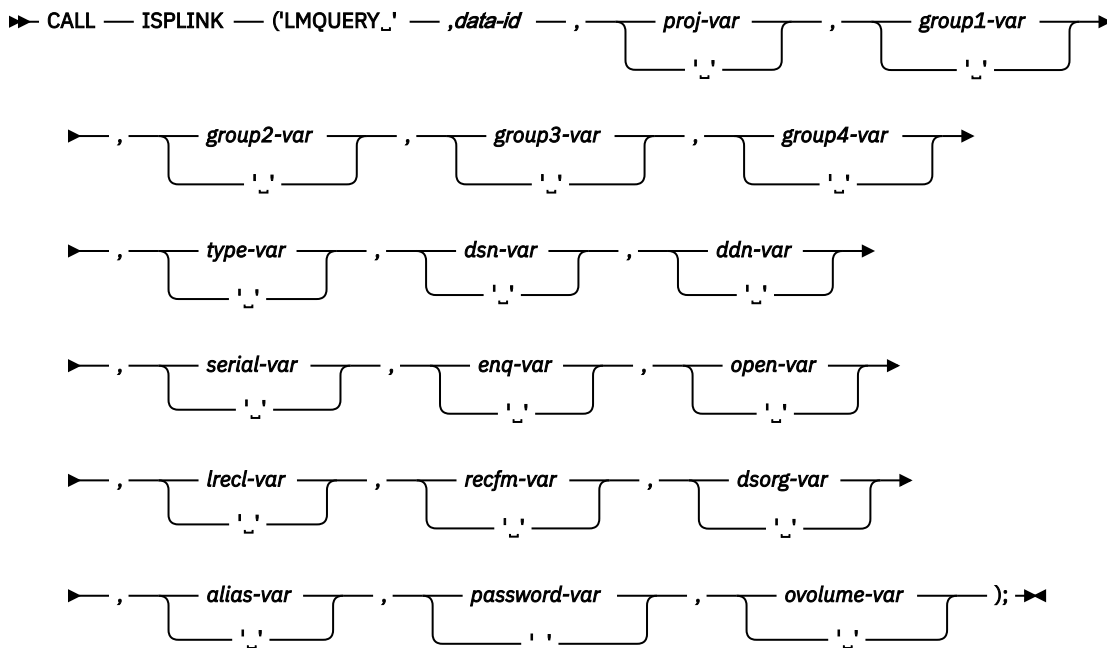 CALL ISPLINK ('LMQUERY␣' ,data-id , proj-var , group1-var
'␣' '␣'
, group2-var , group3-var , group4-var
'␣' '␣' '␣'
, type-var , dsn-var , ddn-var
'␣' '␣' '␣'
, serial-var , enq-var , open-var
'␣' '␣' '␣'
, lrecl-var , recfm-var , dsorg-var
'␣' '␣' '␣'
, alias-var , password-var , ovolume-var );
'␣' ' ' '␣'